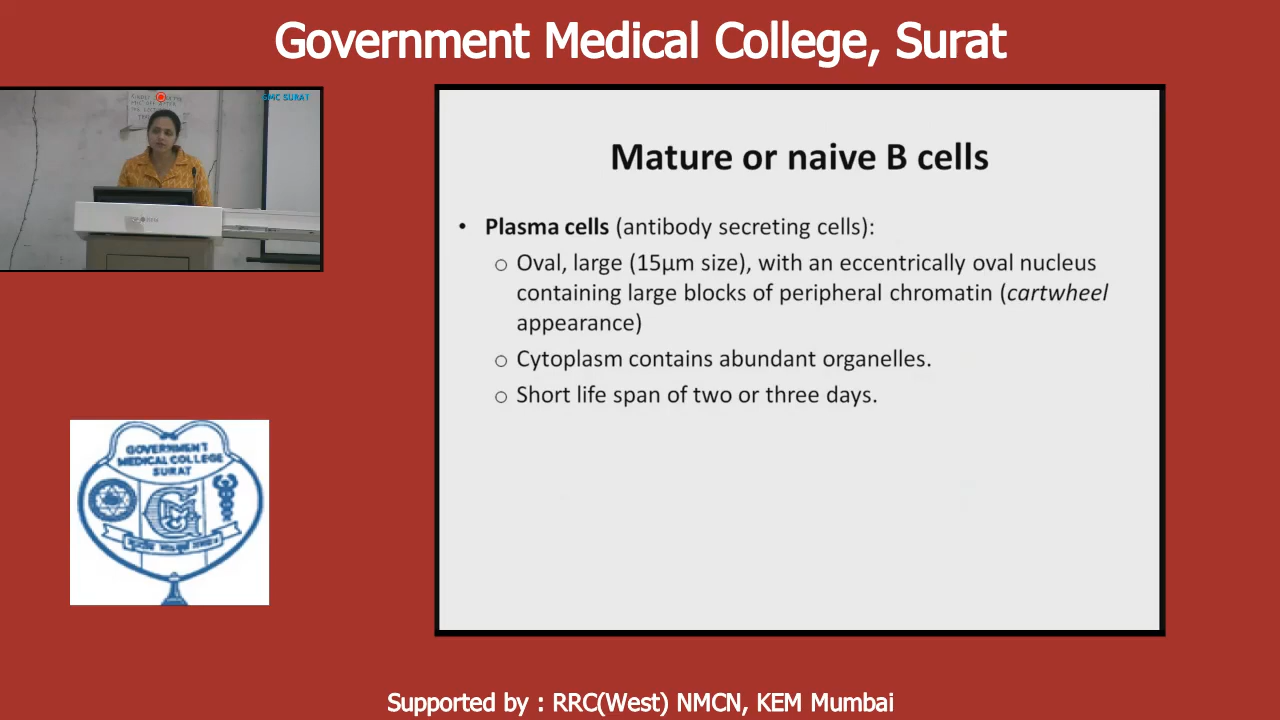 Government Medical College, Surat
GMC SURAT
Mature or naive B cells
• Plasma cells (antibody secreting cells):
o Oval, large (15µm size), with an eccentrically oval nucleus
containing large blocks of peripheral chromatin (cartwheel
appearance)
o Cytoplasm contains abundant organelles.
o Short life span of two or three days.
GOVERNMENT
MEDICAL COLLEGE
SURAT
Supported by : RRC(West) NMCN, KEM Mumbai